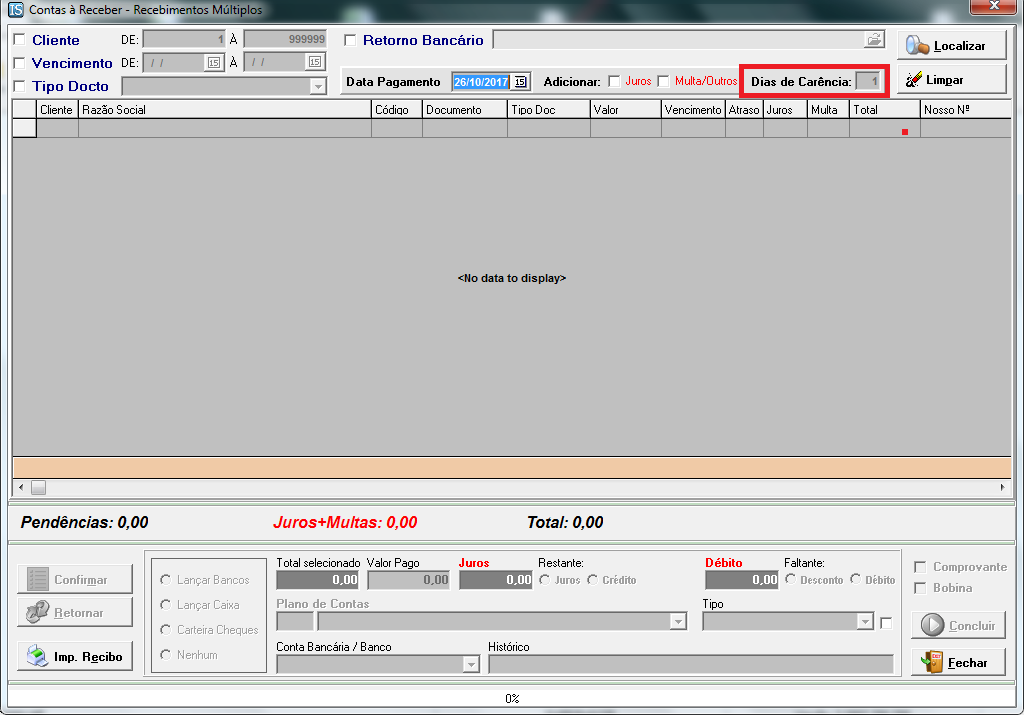 Contas à Receber - Recebimentos Múltiplos
Cliente DE: 1 À 999999 Retorno Bancário Localizar
Vencimento DE: / / 15 À / / 15
Tipo Docto Data Pagamento 26/10/2017 15 Adicionar: Juros Multa/Outros Dias de Carência: 1 Limpar
Cliente Razão Social Código Documento Tipo Doc Valor Vencimento Atraso Juros Multa Total Nosso Nº
<No data to display>
Pendências: 0,00 Juros+Multas: 0,00 Total: 0,00
Confirmar
Retornar
Imp. Recibo
Lançar Bancos
Lançar Caixa
Carteira Cheques
Nenhum
Total selecionado Valor Pago Juros Restante: Débito Faltante:
0,00 0,00 0,00 Juros Crédito 0,00 Desconto Débito
Plano de Contas Tipo
Conta Bancária / Banco Histórico
Comprovante
Bobina
Concluir
Fechar
0%